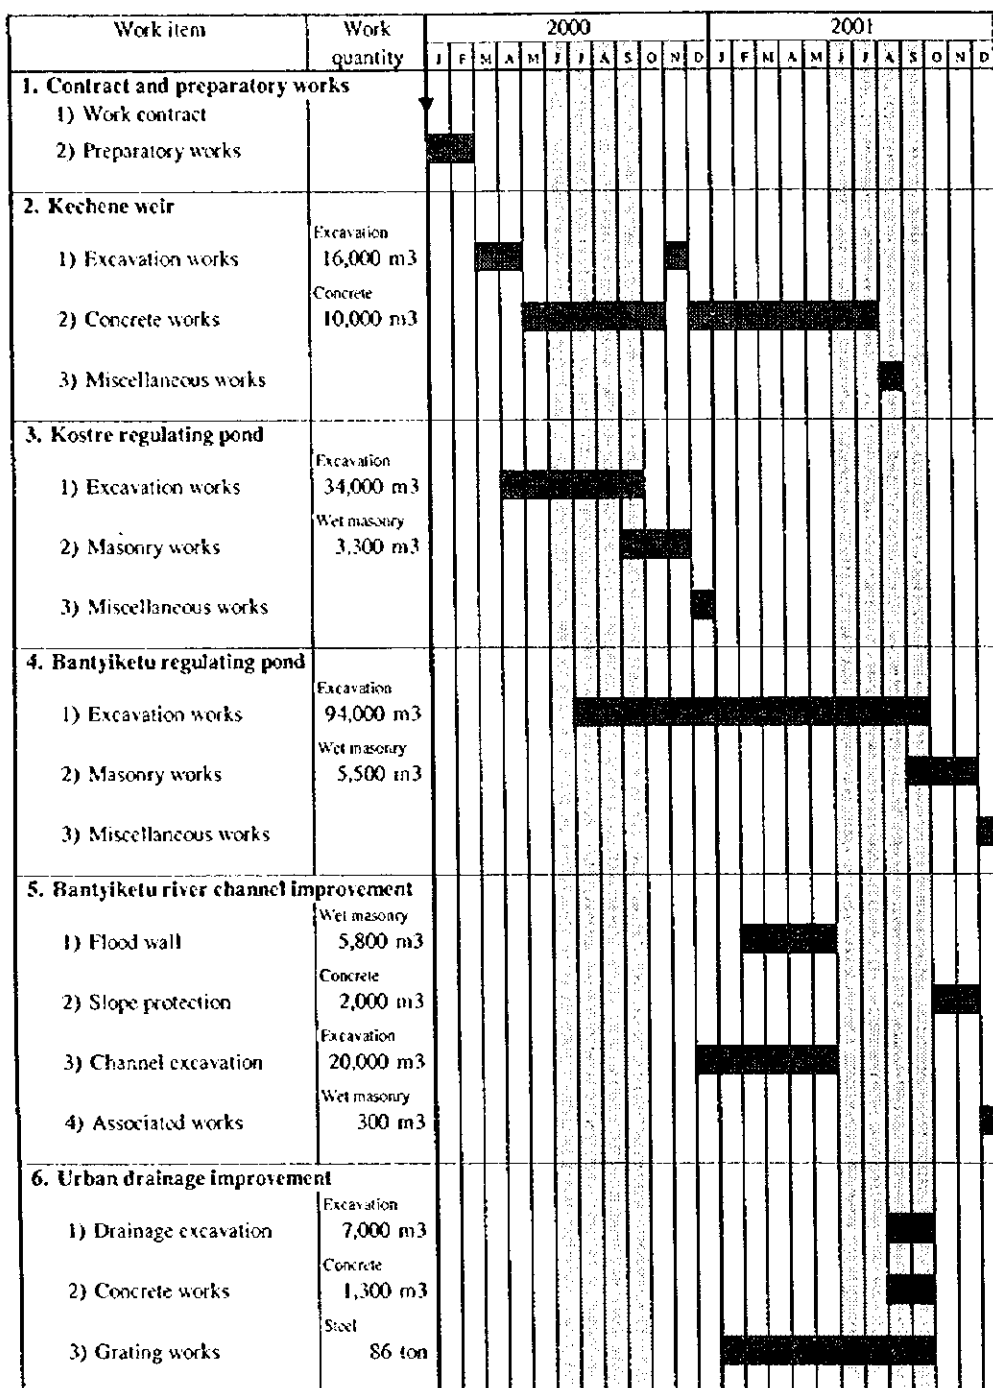 Work item Work quantity 2000 2001
J F M A M J J A S O N D J F M A M J J A S O N D
1. Contract and preparatory works
1) Work contract
2) Preparatory works
2. Kechene weir
Excavation
1) Excavation works 16,000 m3
Concrete
2) Concrete works 10,000 m3
3) Miscellaneous works
3. Kostre regulating pond
Excavation
1) Excavation works 34,000 m3
Wet masonry
2) Masonry works 3,300 m3
3) Miscellaneous works
4. Bantyiketu regulating pond
Excavation
1) Excavation works 94,000 m3
Wet masonry
2) Masonry works 5,500 m3
3) Miscellaneous works
5. Bantyiketu river channel improvement
Wet masonry
1) Flood wall 5,800 m3
Concrete
2) Slope protection 2,000 m3
Excavation
3) Channel excavation 20,000 m3
Wet masonry
4) Associated works 300 m3
6. Urban drainage improvement
Excavation
1) Drainage excavation 7,000 m3
Concrete
2) Concrete works 1,300 m3
Steel
3) Grating works 86 ton